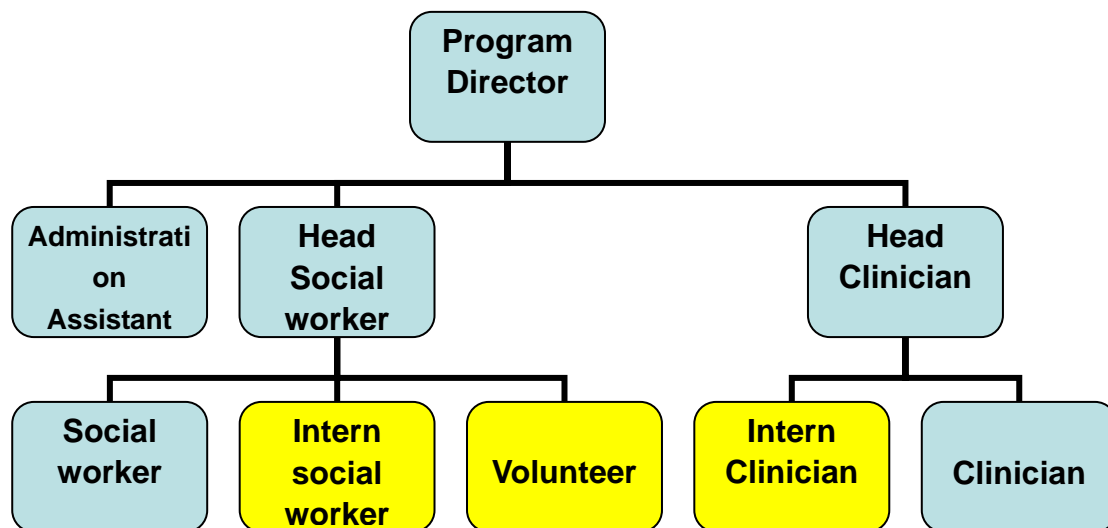 Program
Director
Administrati
on
Assistant
Head
Social
worker
Head
Clinician
Social
worker
Intern
social
worker
Volunteer
Intern
Clinician
Clinician